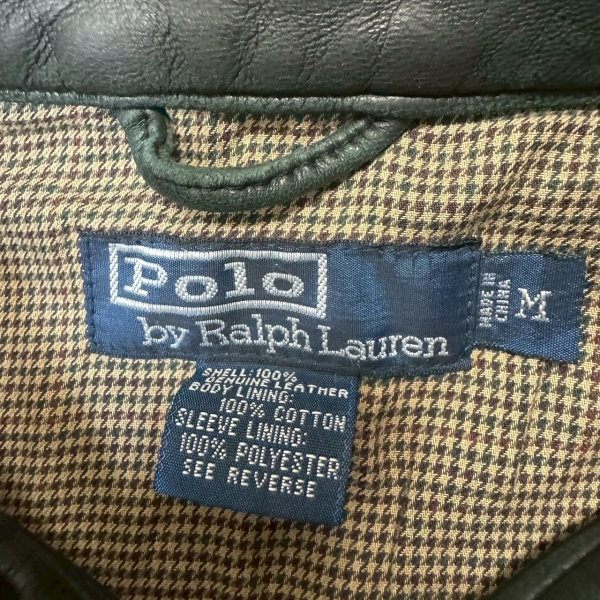 Polo
by Ralph Lauren
MADE IN
CHINA
M
SHELL: 100%
GENUINE LEATHER
BODY LINING:
100% COTTON
SLEEVE LINING:
100% POLYESTER
SEE REVERSE